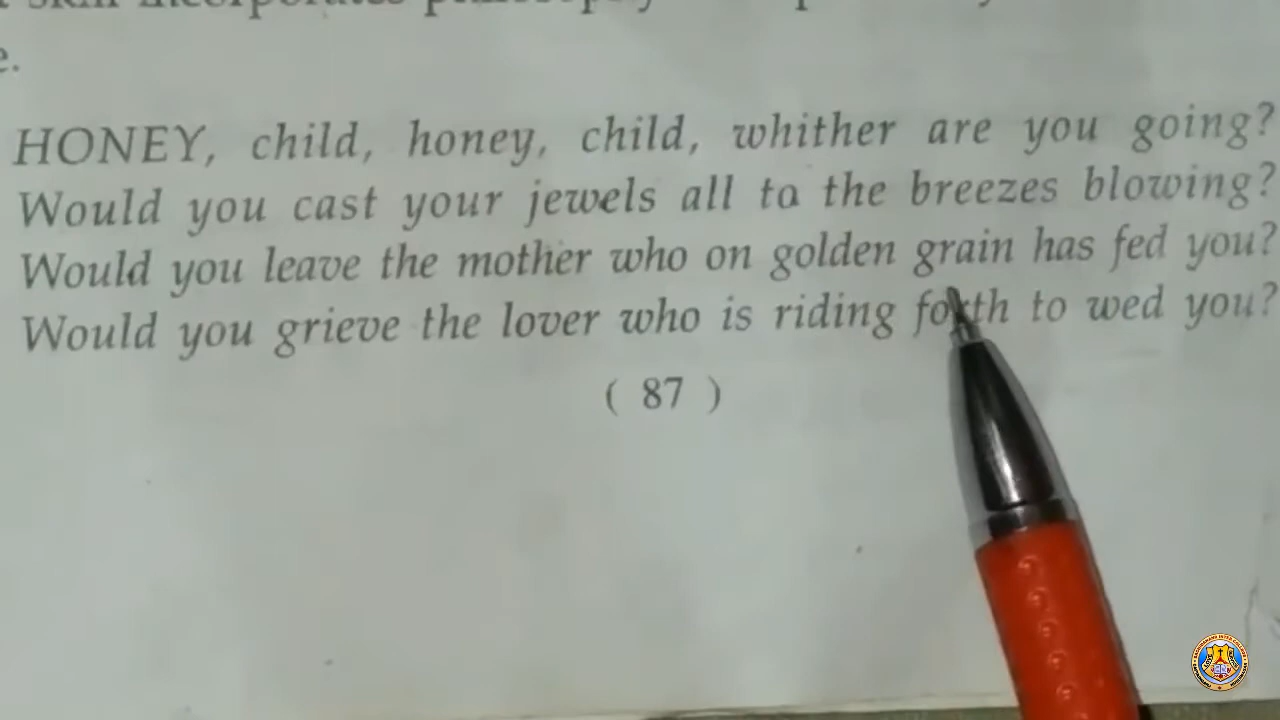 e.
HONEY, child, honey, child, whither are you going?
Would you cast your jewels all to the breezes blowing?
Would you leave the mother who on golden grain has fed you?
Would you grieve the lover who is riding forth to wed you?
( 87 )